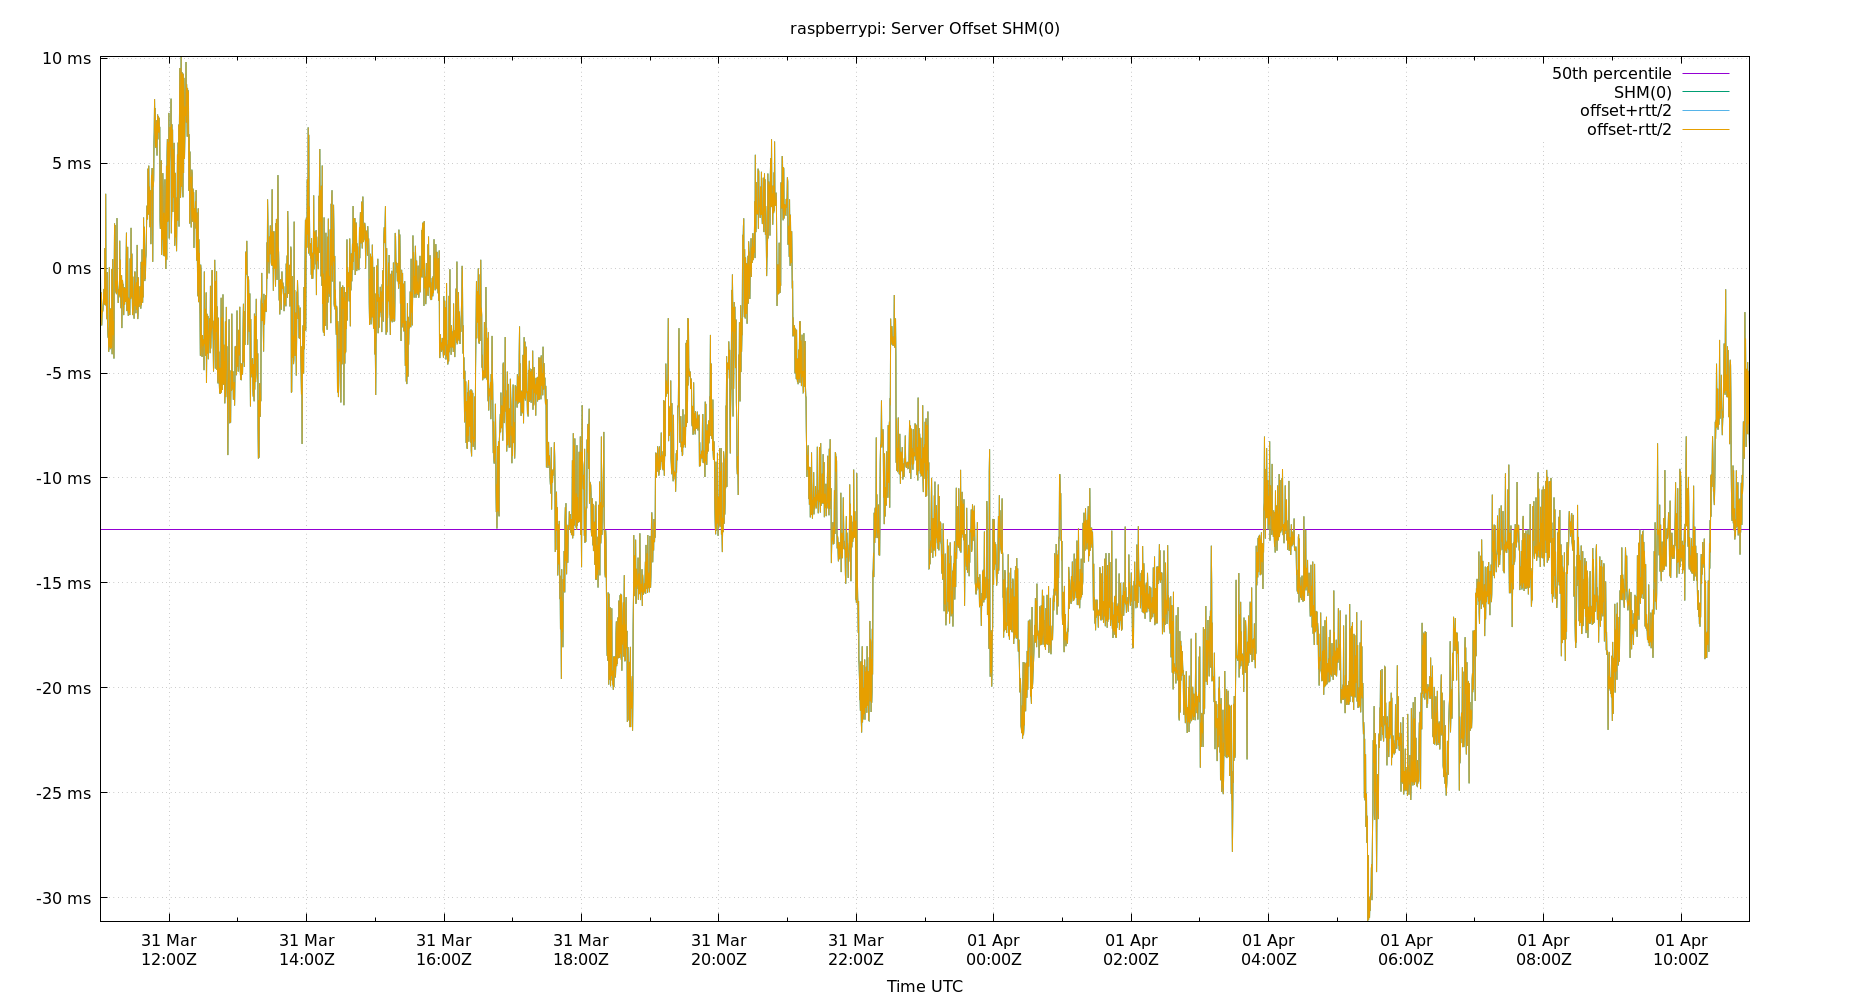 raspberrypi: Server Offset SHM(0)
10 ms
5 ms
0 ms
-5 ms
-10 ms
-15 ms
-20 ms
-25 ms
-30 ms
50th percentile
SHM(0)
offset+rtt/2
offset-rtt/2
31 Mar
12:00Z
31 Mar
14:00Z
31 Mar
16:00Z
31 Mar
18:00Z
31 Mar
20:00Z
31 Mar
22:00Z
01 Apr
00:00Z
01 Apr
02:00Z
01 Apr
04:00Z
01 Apr
06:00Z
01 Apr
08:00Z
01 Apr
10:00Z
Time UTC